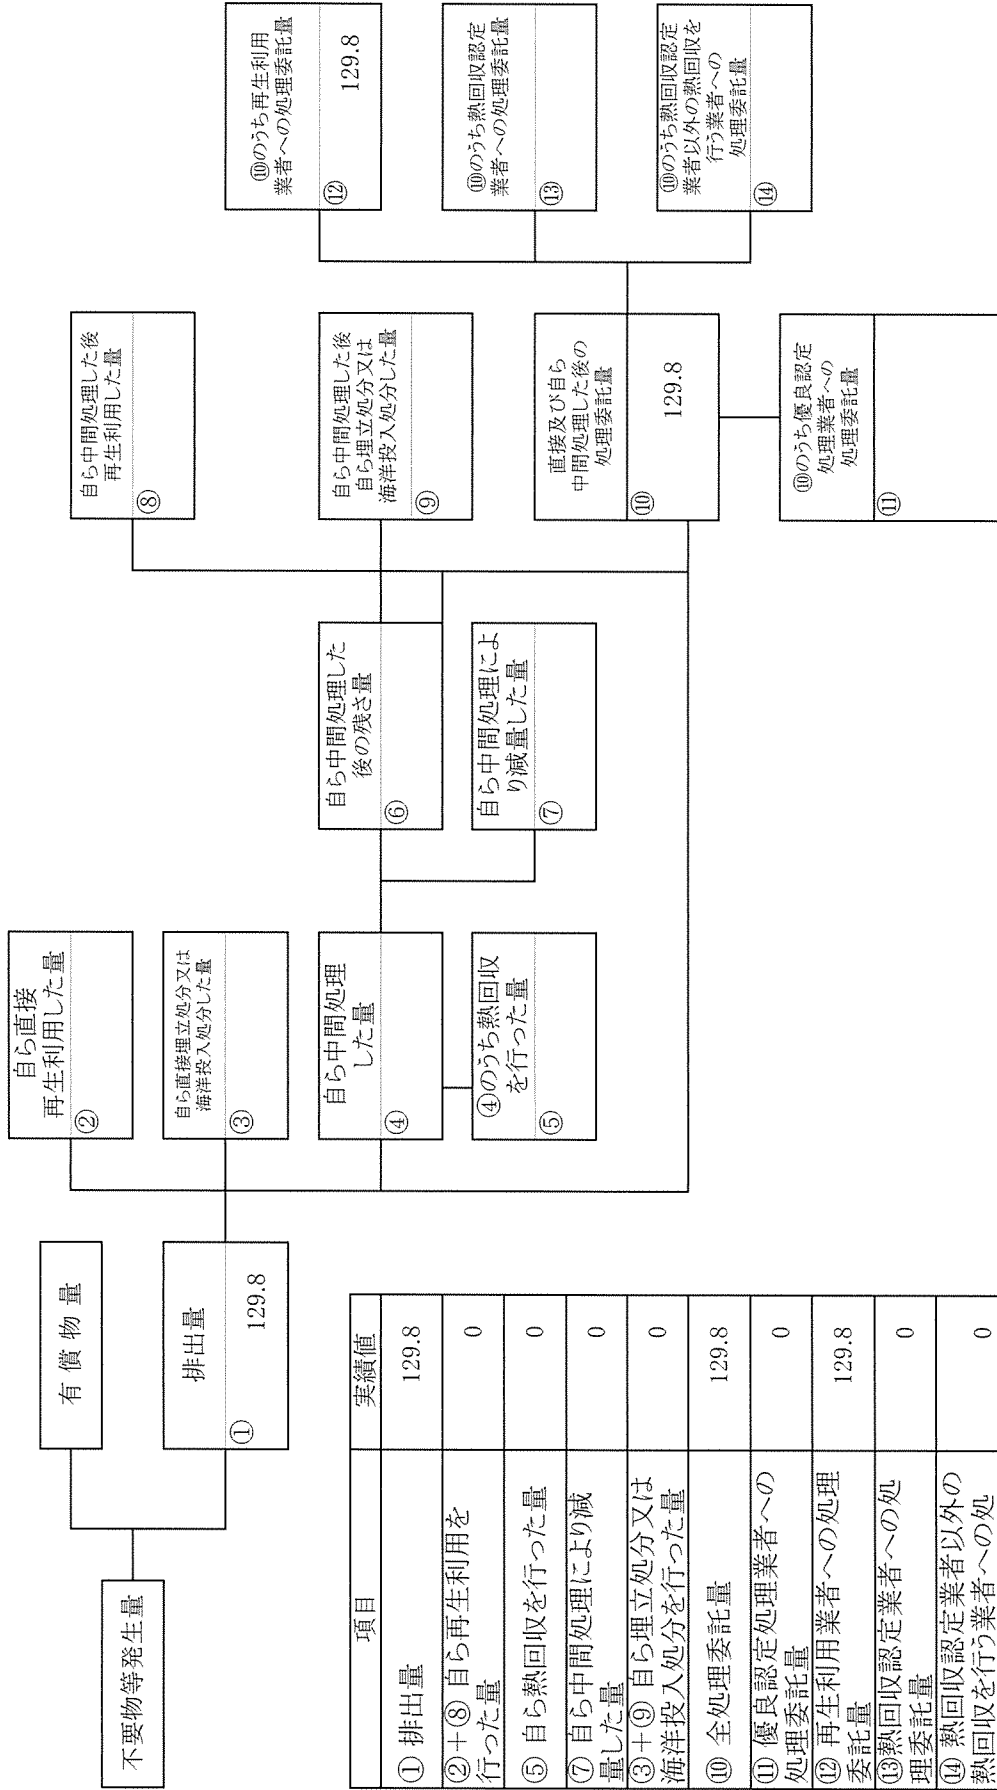 不要物等発生量
有 償 物 量
排出量
①
129.8
自ら直接
再生利用した量
②
自ら直接埋立処分又は
海洋投入処分した量
③
自ら中間処理
した量
④
④のうち熱回収
を行った量
⑤
自ら中間処理した
後の残さ量
⑥
自ら中間処理によ
り減量した量
⑦
自ら中間処理した後
再生利用した量
⑧
自ら中間処理した後
自ら埋立処分又は
海洋投入処分した量
⑨
直接及び自ら
中間処理した後の
処理委託量
⑩
129.8
⑩のうち優良認定
処理業者への
処理委託量
⑪
⑩のうち再生利用
業者への処理委託量
⑫
129.8
⑩のうち熱回収認定
業者への処理委託量
⑬
⑩のうち熱回収認定
業者以外の熱回収を
行う業者への
処理委託量
⑭
項目 実績値
① 排出量 129.8
②＋⑧ 自ら再生利用を
行った量 0
⑤ 自ら熱回収を行った量 0
⑦ 自ら中間処理により減
量した量 0
③＋⑨ 自ら埋立処分又は
海洋投入処分を行った量 0
⑩ 全処理委託量 129.8
⑪ 優良認定処理業者への
処理委託量 0
⑫ 再生利用業者への処理
委託量 129.8
⑬熱回収認定業者への処
理委託量 0
⑭ 熱回収認定業者以外の
熱回収を行う業者への処 0